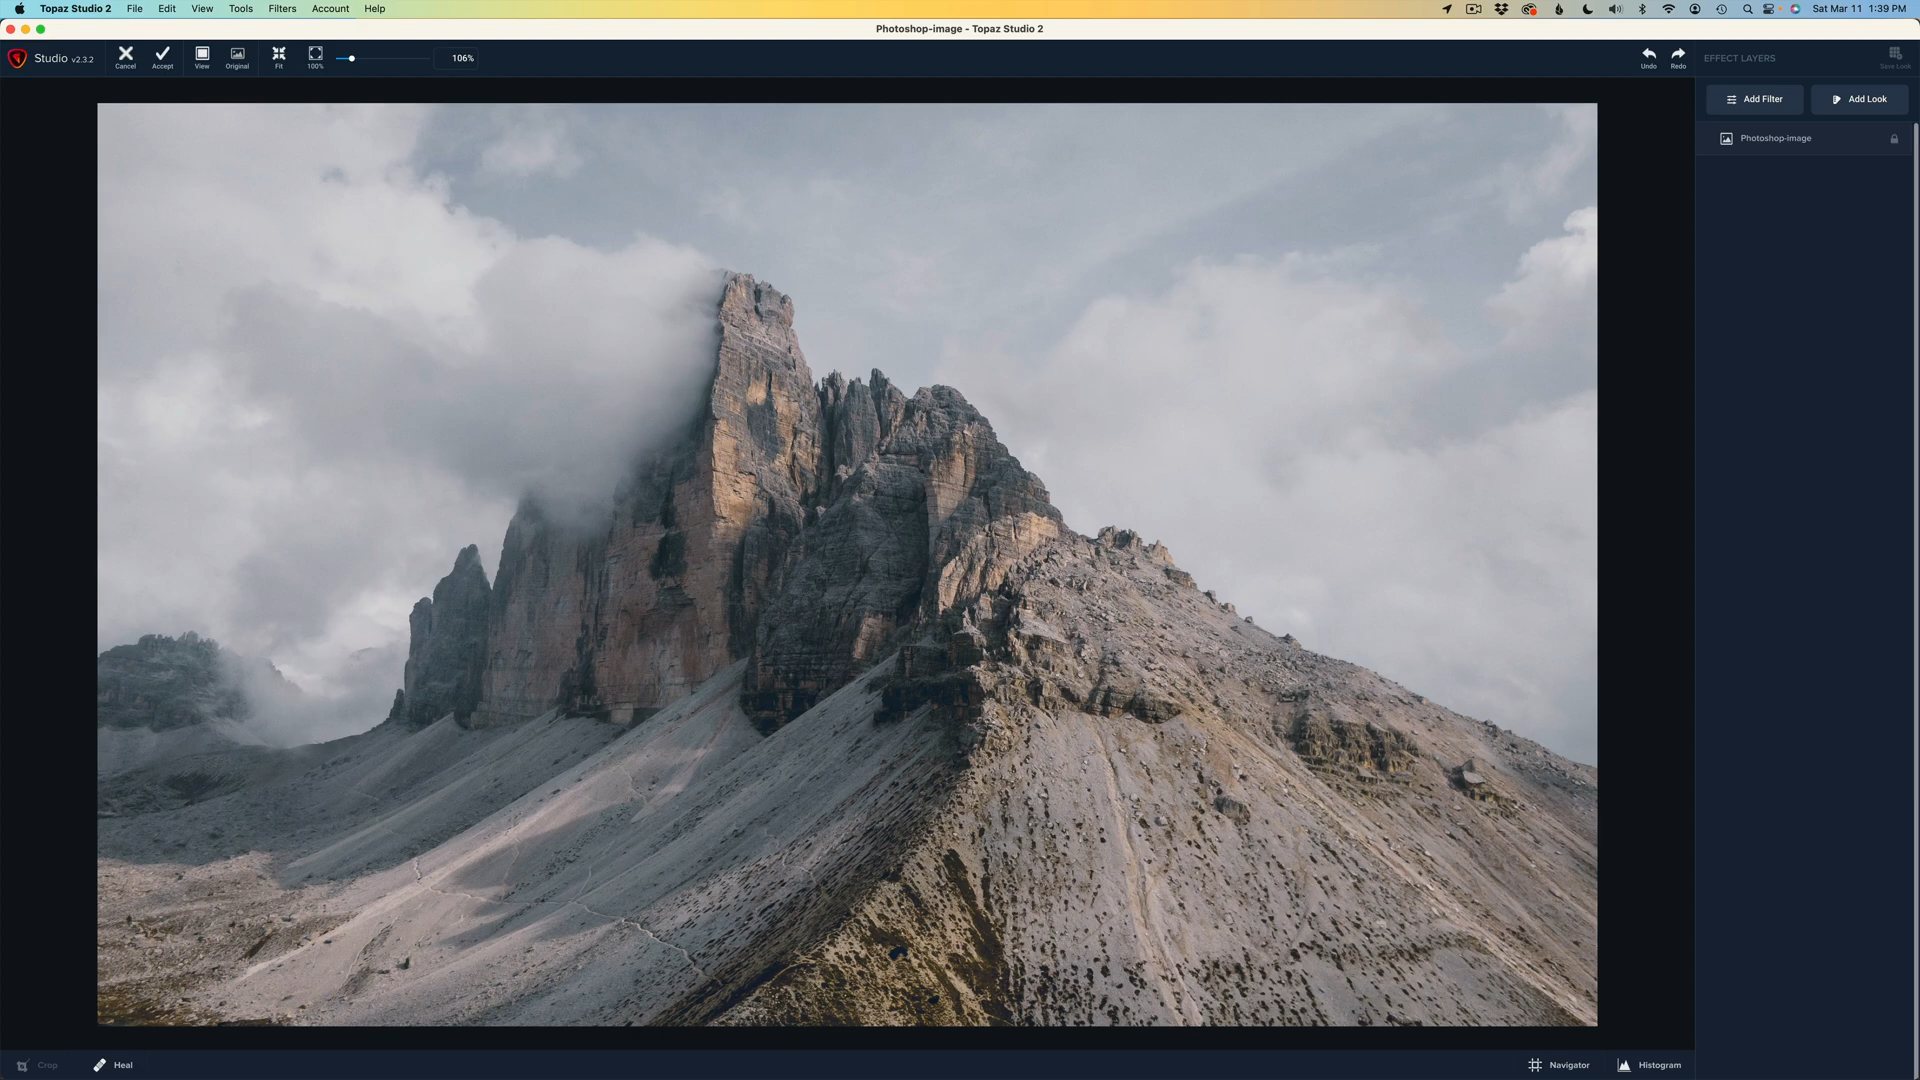 Topaz Studio 2 File Edit View Tools Filters Account Help Sat Mar 11 1:39 PM
Photoshop-image - Topaz Studio 2
Studio v2.3.2 Cancel Accept View Original Fit 100% 106% Undo Redo EFFECT LAYERS Save Look
Add Filter Add Look
Photoshop-image
Crop Heal Navigator Histogram